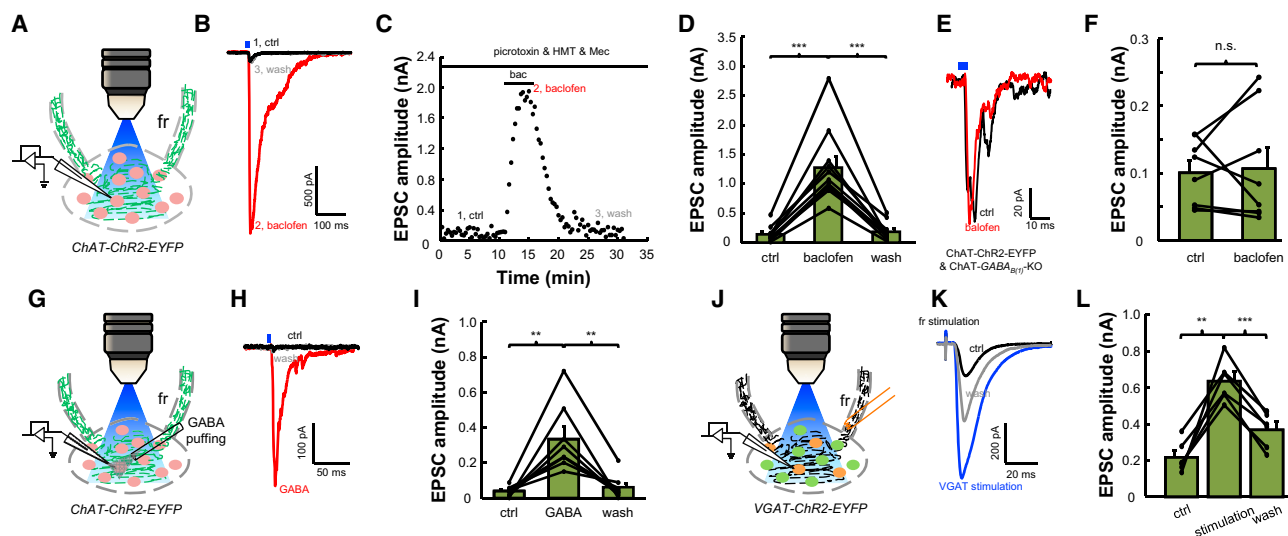 A
fr
ChAT-ChR2-EYFP
B
1, ctrl
3, wash
2, baclofen
500 pA
100 ms
C
EPSC amplitude (nA)
2.4
2.0
1.6
1.2
0.8
0.4
0
picrotoxin & HMT & Mec
bac
2, baclofen
1, ctrl
3, wash
0 5 10 15 20 25 30 35
Time (min)
D
EPSC amplitude (nA)
3.5
3.0
2.5
2.0
1.5
1.0
0.5
0
*** ***
ctrl baclofen wash
E
ctrl
balofen
20 pA
10 ms
ChAT-ChR2-EYFP
& ChAT-GABAB(1)-KO
F
EPSC amplitude (nA)
0.3
0.2
0.1
0
n.s.
ctrl baclofen
G
fr
GABA
puffing
ChAT-ChR2-EYFP
H
ctrl
wash
GABA
100 pA
50 ms
I
EPSC amplitude (nA)
1.0
0.8
0.6
0.4
0.2
0
** **
ctrl GABA wash
J
fr
VGAT-ChR2-EYFP
K
fr stimulation
ctrl
wash
VGAT stimulation
200 pA
20 ms
L
EPSC amplitude (nA)
1.0
0.8
0.6
0.4
0.2
0
** ***
ctrl stimulation wash